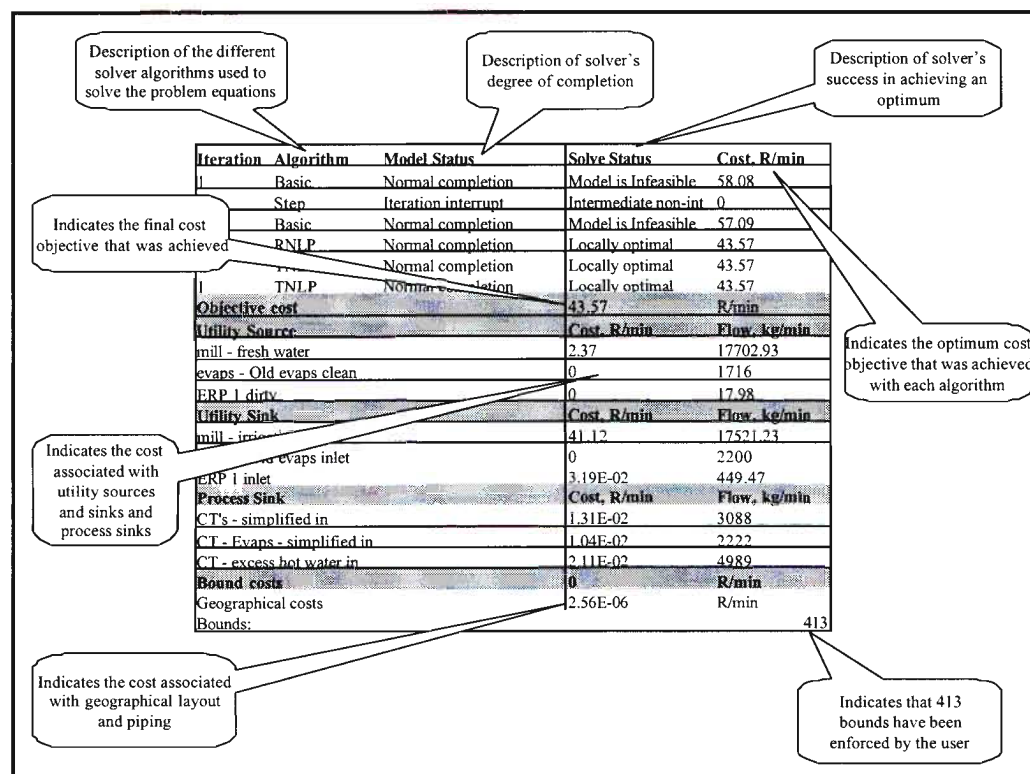 Description of the different
solver algorithms used to
solve the problem equations
Description of solver's
degree of completion
Description of solver's
success in achieving an
optimum
Iteration Algorithm Model Status Solve Status Cost, R/min
1 Basic Normal completion Model is Infeasible 58.08
Step Iteration interrupt Intermediate non-int 0
Basic Normal completion Model is Infeasible 57.09
RNLP Normal completion Locally optimal 43.57
Normal completion Locally optimal 43.57
1 TNLP Normal completion Locally optimal 43.57
Objective cost 43.57 R/min
Utility Source Cost, R/min Flow, kg/min
mill - fresh water 2.37 17702.93
evaps - Old evaps clean 0 1716
ERP 1 dirty 0 17.98
Utility Sink Cost, R/min Flow, kg/min
mill - 41.12 17521.23
evaps inlet 0 2200
ERP 1 inlet 3.19E-02 449.47
Process Sink Cost, R/min Flow, kg/min
CT's - simplified in 1.31E-02 3088
CT - Evaps - simplified in 1.04E-02 2222
CT - excess hot water in 2.11E-02 4989
Bound costs 0 R/min
Geographical costs 2.56E-06 R/min
Bounds: 413
Indicates the final cost
objective that was achieved
Indicates the optimum cost
objective that was achieved
with each algorithm
Indicates the cost
associated with
utility sources
and sinks and
process sinks
Indicates the cost associated
with geographical layout
and piping
Indicates that 413
bounds have been
enforced by the user